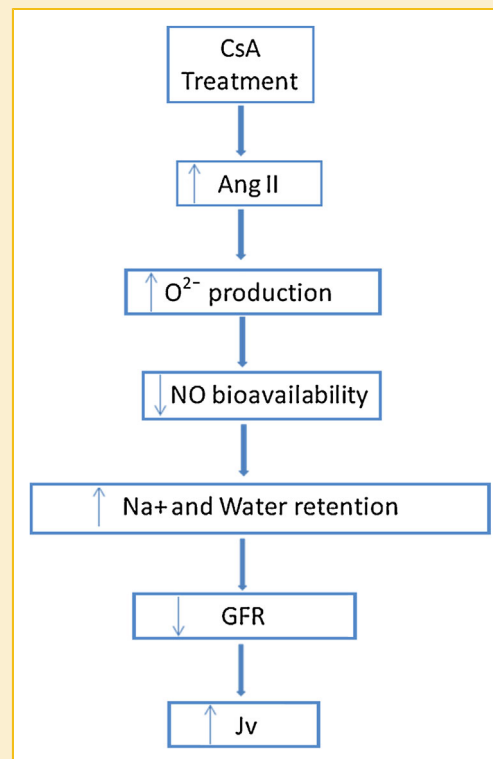 CsA
Treatment
↑ Ang II
↑ O²⁻ production
↓ NO bioavailability
↑ Na+ and Water retention
↓ GFR
↑ Jv